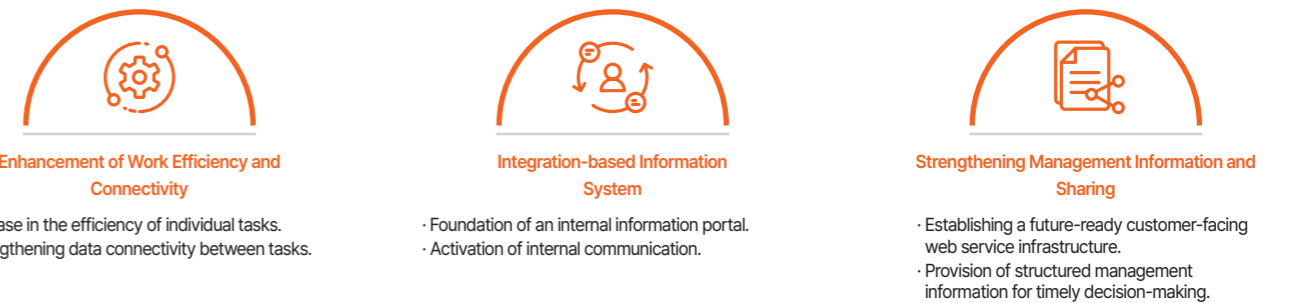 Enhancement of Work Efficiency and
Connectivity
in the efficiency of individual tasks.
data connectivity between tasks.
Integration-based Information
System
· Foundation of an internal information portal.
· Activation of internal communication.
Strengthening Management Information and
Sharing
· Establishing a future-ready customer-facing
web service infrastructure.
· Provision of structured management
information for timely decision-making.